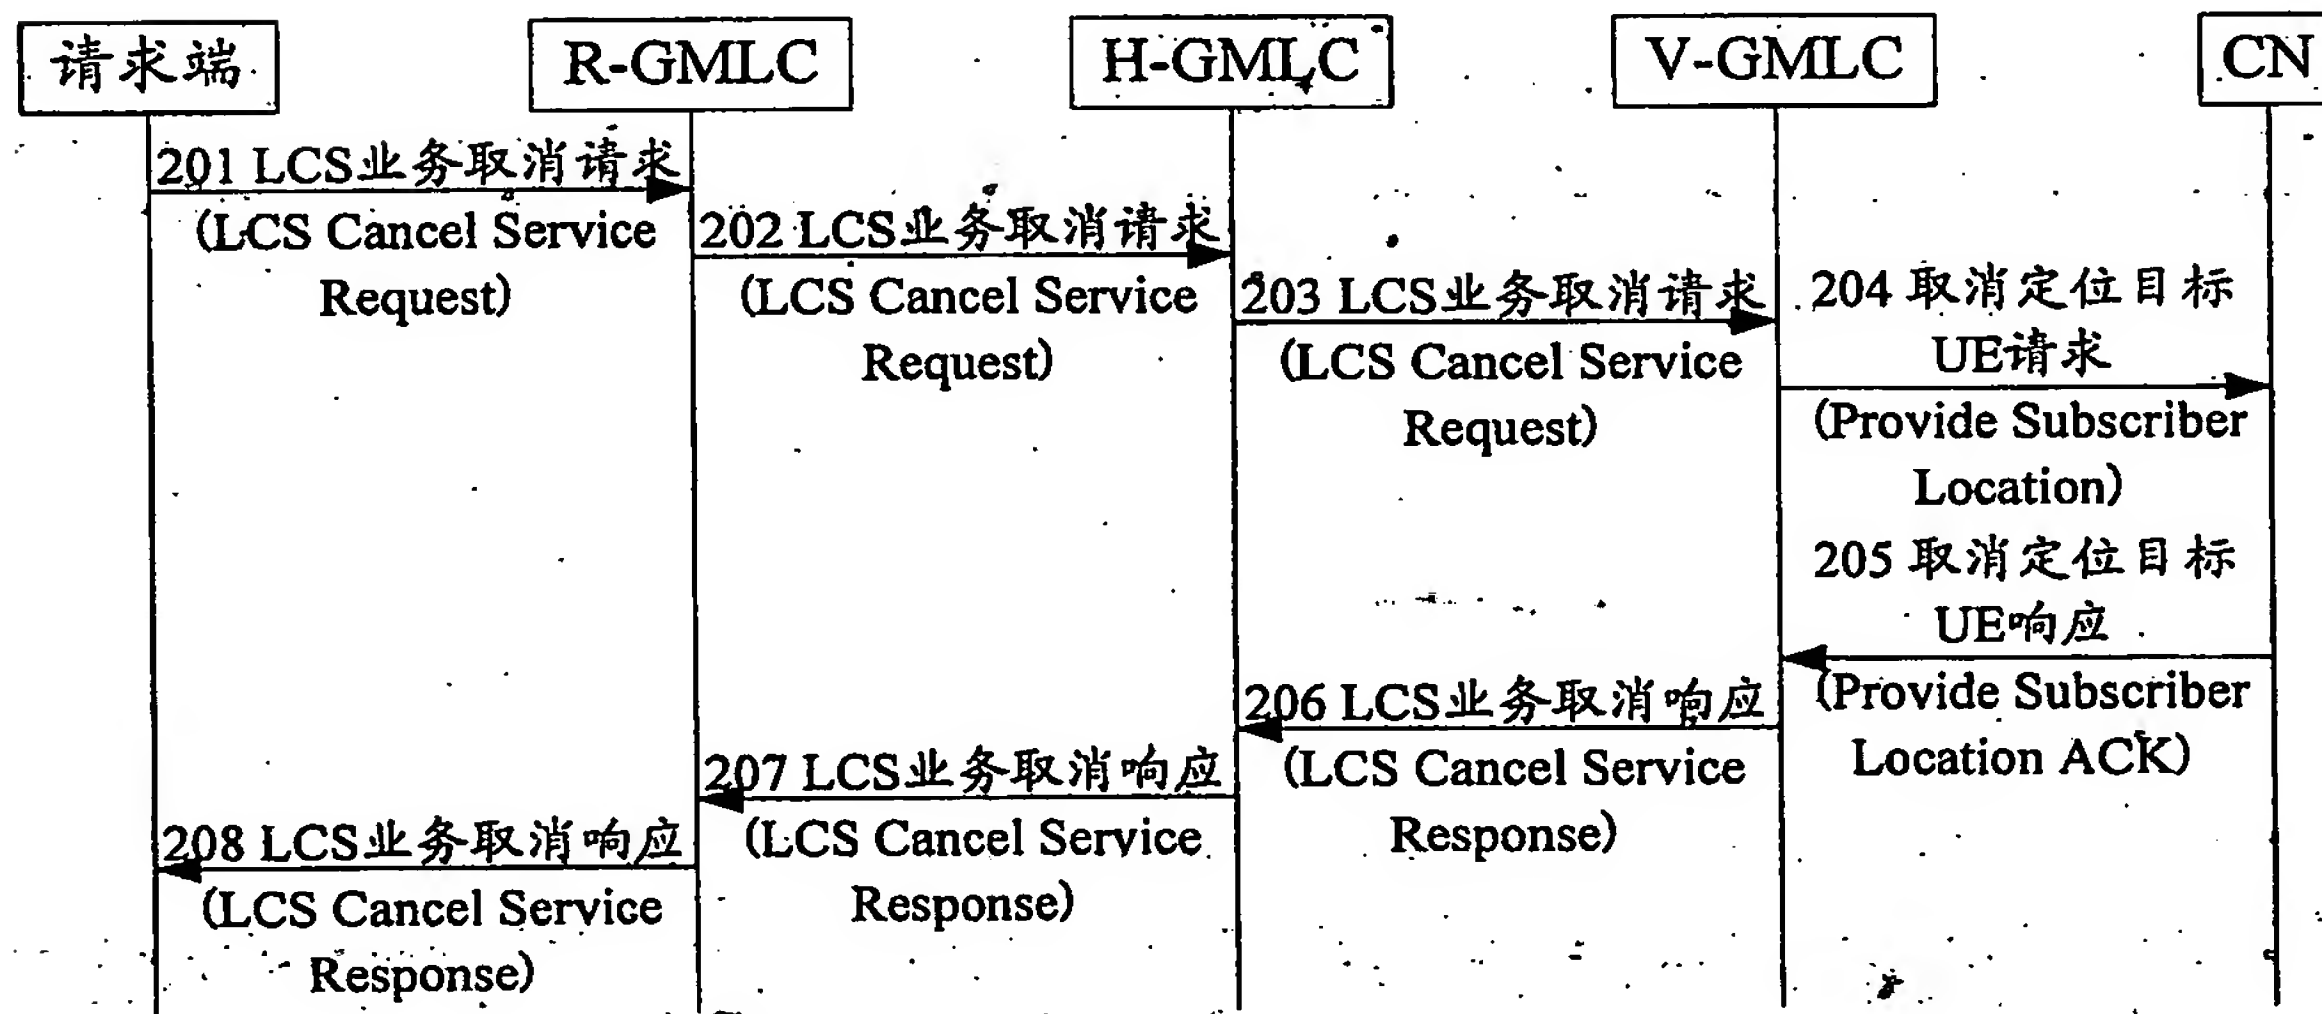 请求端
R-GMLC
H-GMLC
V-GMLC
CN
201 LCS业务取消请求
(LCS Cancel Service
Request)
202 LCS业务取消请求
(LCS Cancel Service
Request)
203 LCS业务取消请求
(LCS Cancel Service
Request)
204 取消定位目标
UE请求
(Provide Subscriber
Location)
205 取消定位目标
UE响应
(Provide Subscriber
Location ACK)
206 LCS业务取消响应
(LCS Cancel Service
Response)
207 LCS业务取消响应
(LCS Cancel Service
Response)
208 LCS业务取消响应
(LCS Cancel Service
Response)